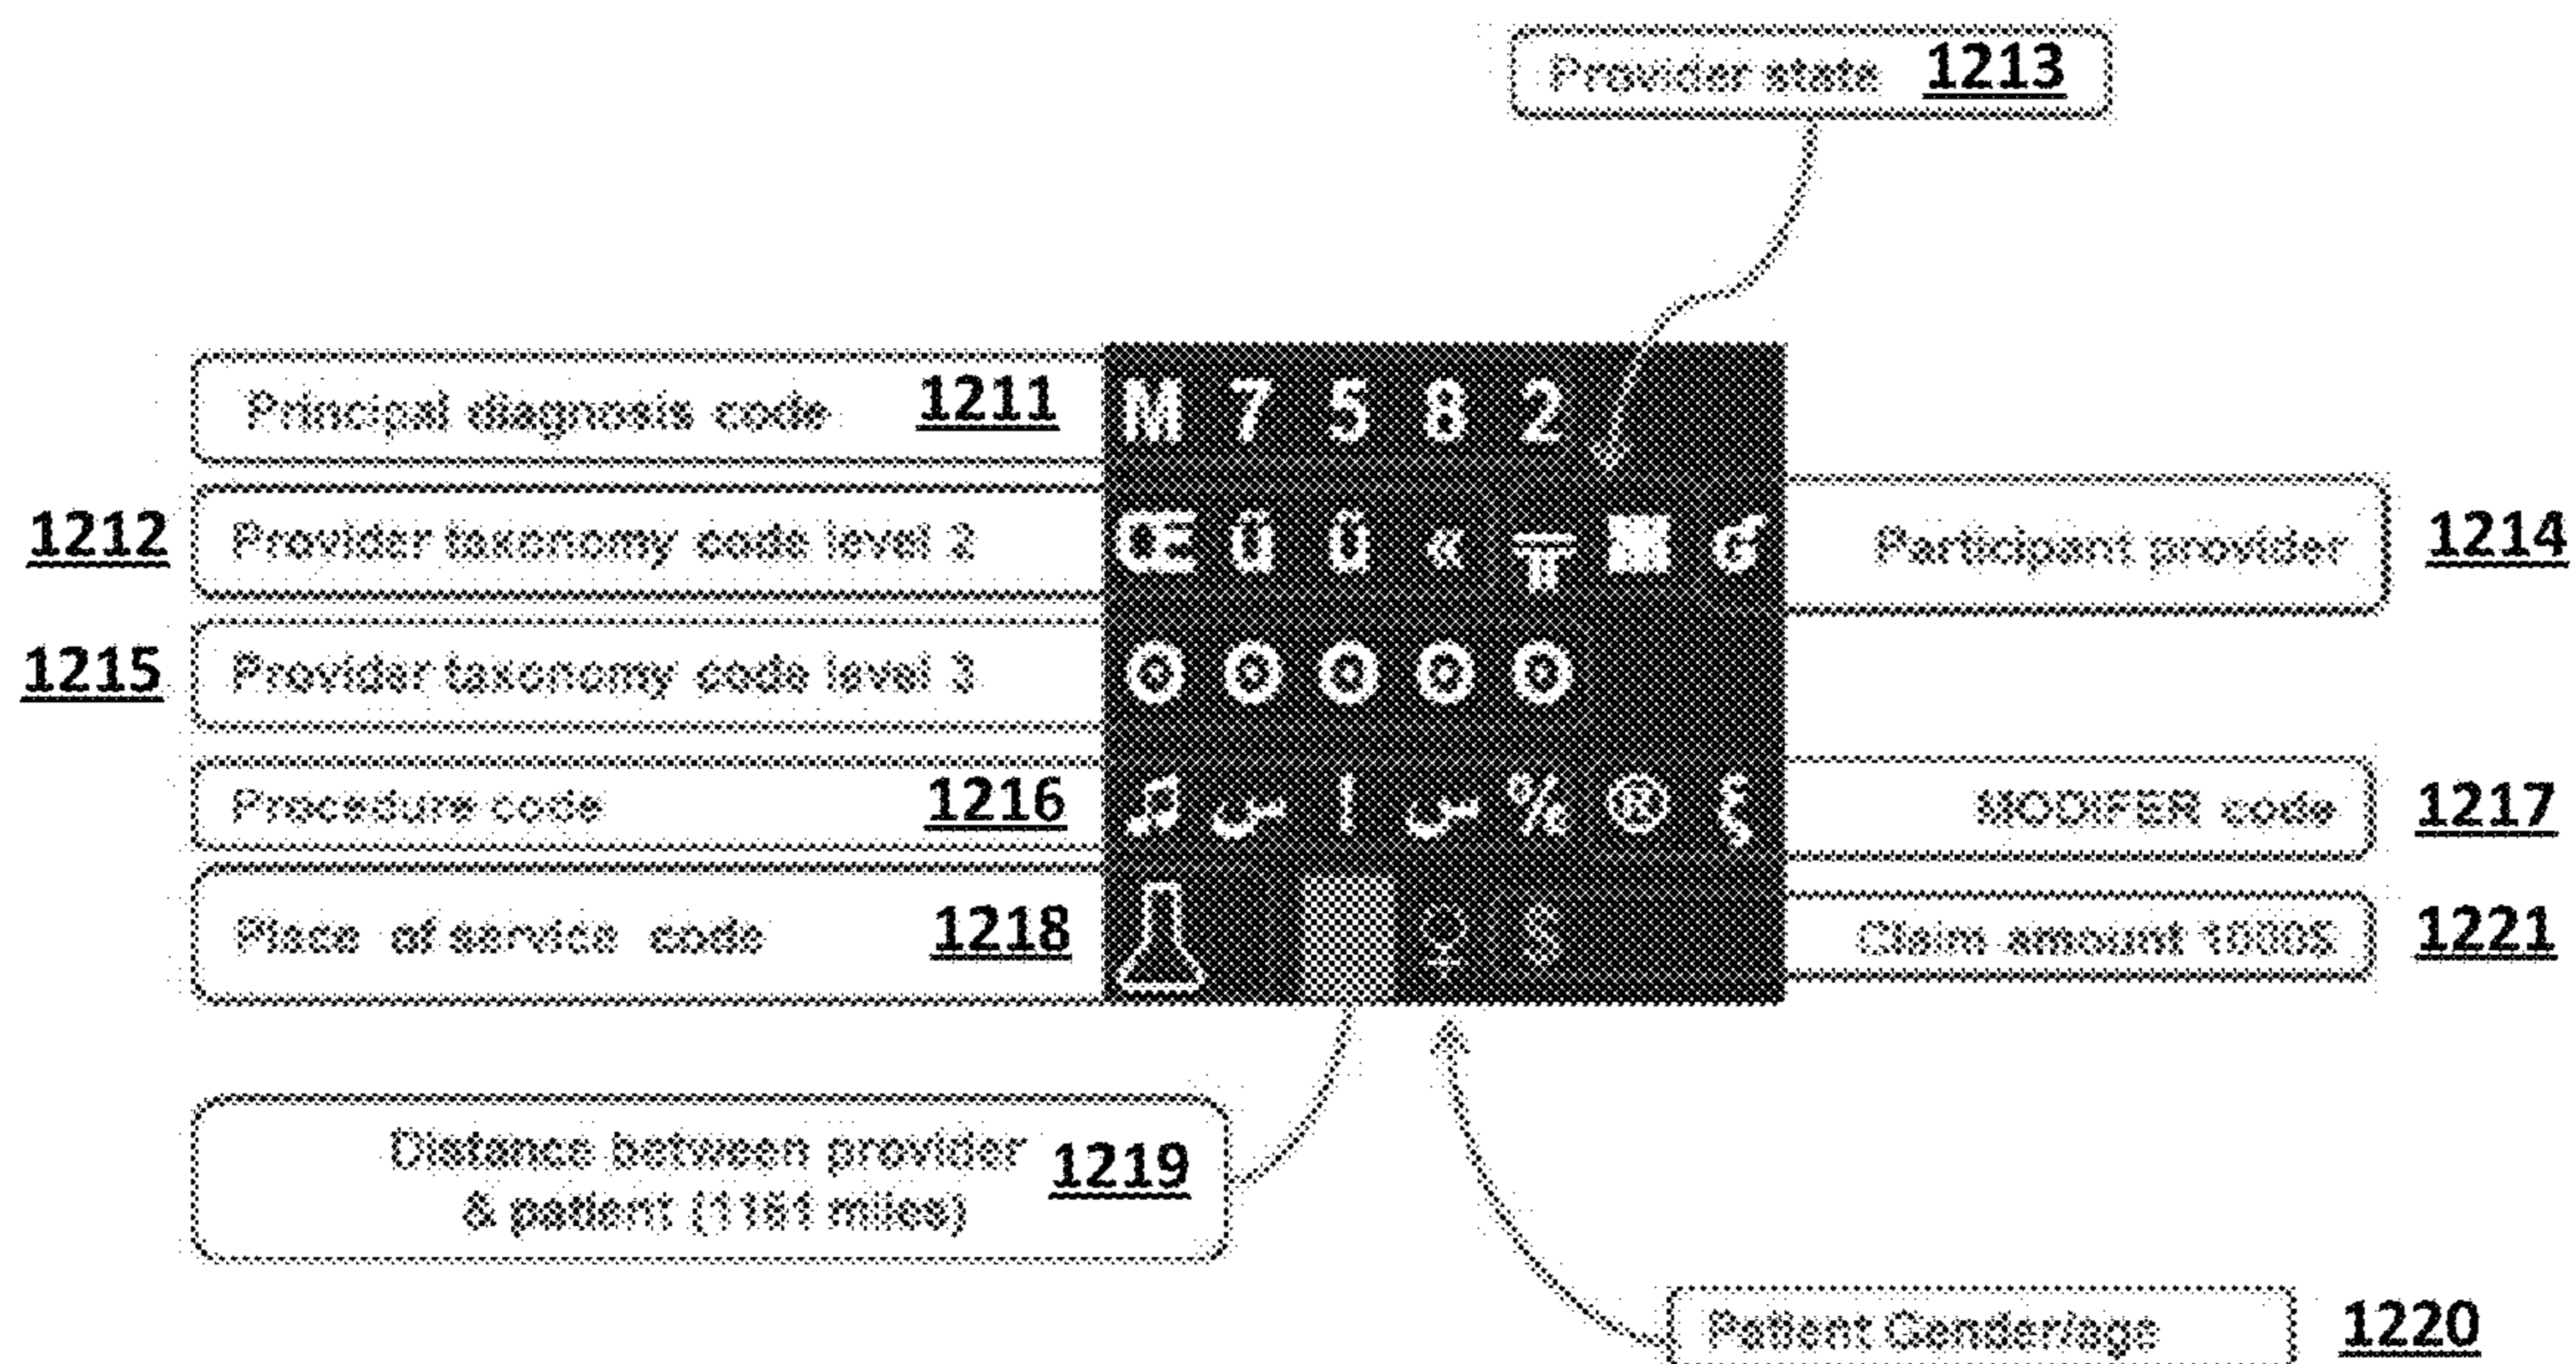 Provider state 1213
Principal diagnosis code 1211
M 7 5 8 2
1212 Provider taxonomy code level 2
Œ ű ű « ╥
Participant provider 1214
1215 Provider taxonomy code level 3
Procedure code 1216
♫ س ا س % ® ξ
MODIFER code 1217
Place of service code 1218
♀ $
Claim amount 1000$ 1221
Distance between provider 1219
& patient (1161 miles)
Patient Gender/age 1220